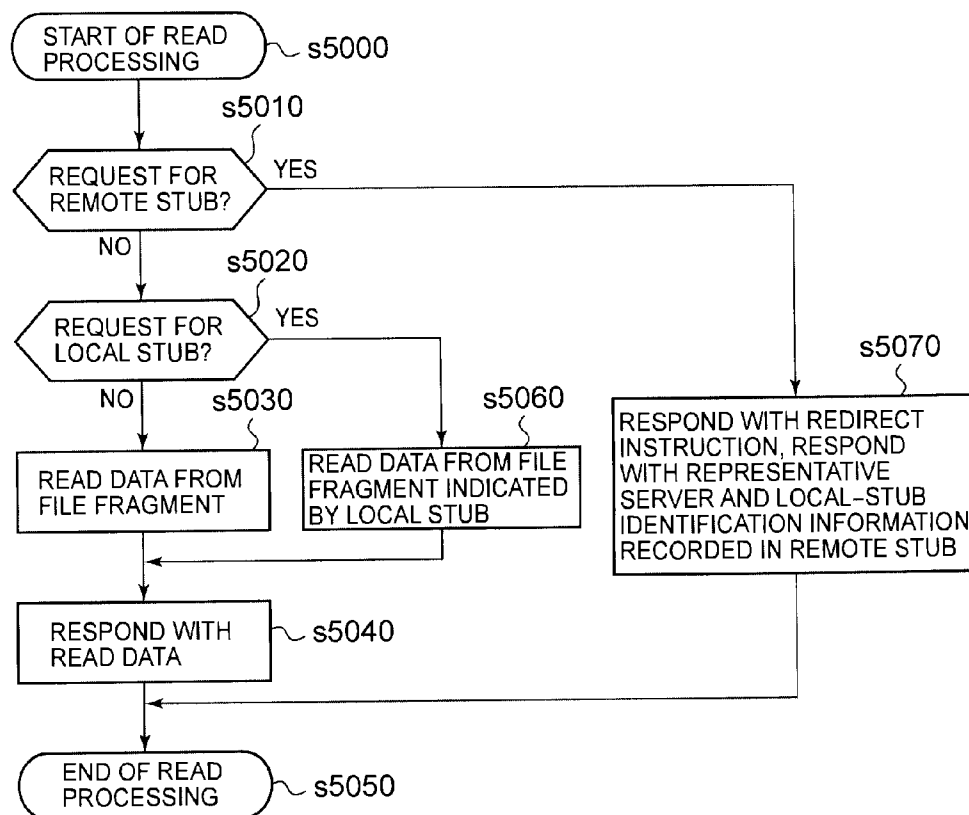 START OF READ
PROCESSING
s5000
s5010
REQUEST FOR
REMOTE STUB?
YES
NO
s5020
REQUEST FOR
LOCAL STUB?
YES
NO
s5030
READ DATA FROM
FILE FRAGMENT
s5060
READ DATA FROM FILE
FRAGMENT INDICATED
BY LOCAL STUB
s5070
RESPOND WITH REDIRECT
INSTRUCTION, RESPOND
WITH REPRESENTATIVE
SERVER AND LOCAL-STUB
IDENTIFICATION INFORMATION
RECORDED IN REMOTE STUB
RESPOND WITH
READ DATA
s5040
END OF READ
PROCESSING
s5050